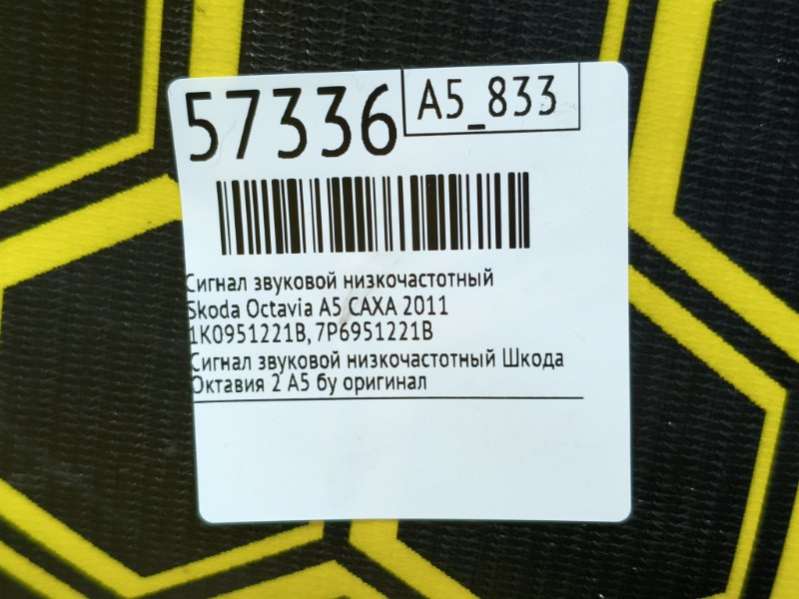 57336
A5_833
Сигнал звуковой низкочастотный
Skoda Octavia A5 CAXA 2011
1K0951221B, 7P6951221B
Сигнал звуковой низкочастотный Шкода
Октавия 2 А5 бу оригинал